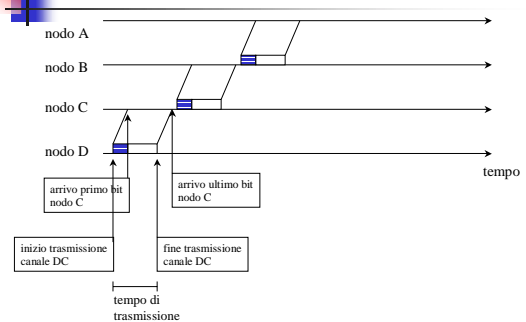 nodo A
nodo B
nodo C
nodo D
tempo
arrivo primo bit
nodo C
arrivo ultimo bit
nodo C
inizio trasmissione
canale DC
fine trasmissione
canale DC
tempo di
trasmissione